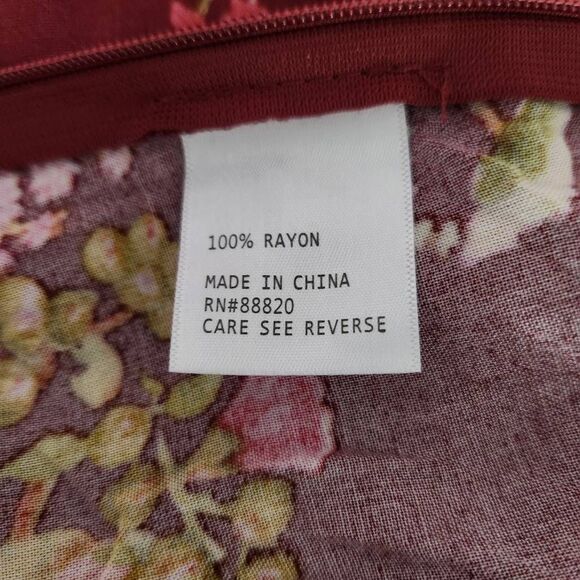 100% RAYON
MADE IN CHINA
RN#88820
CARE SEE REVERSE